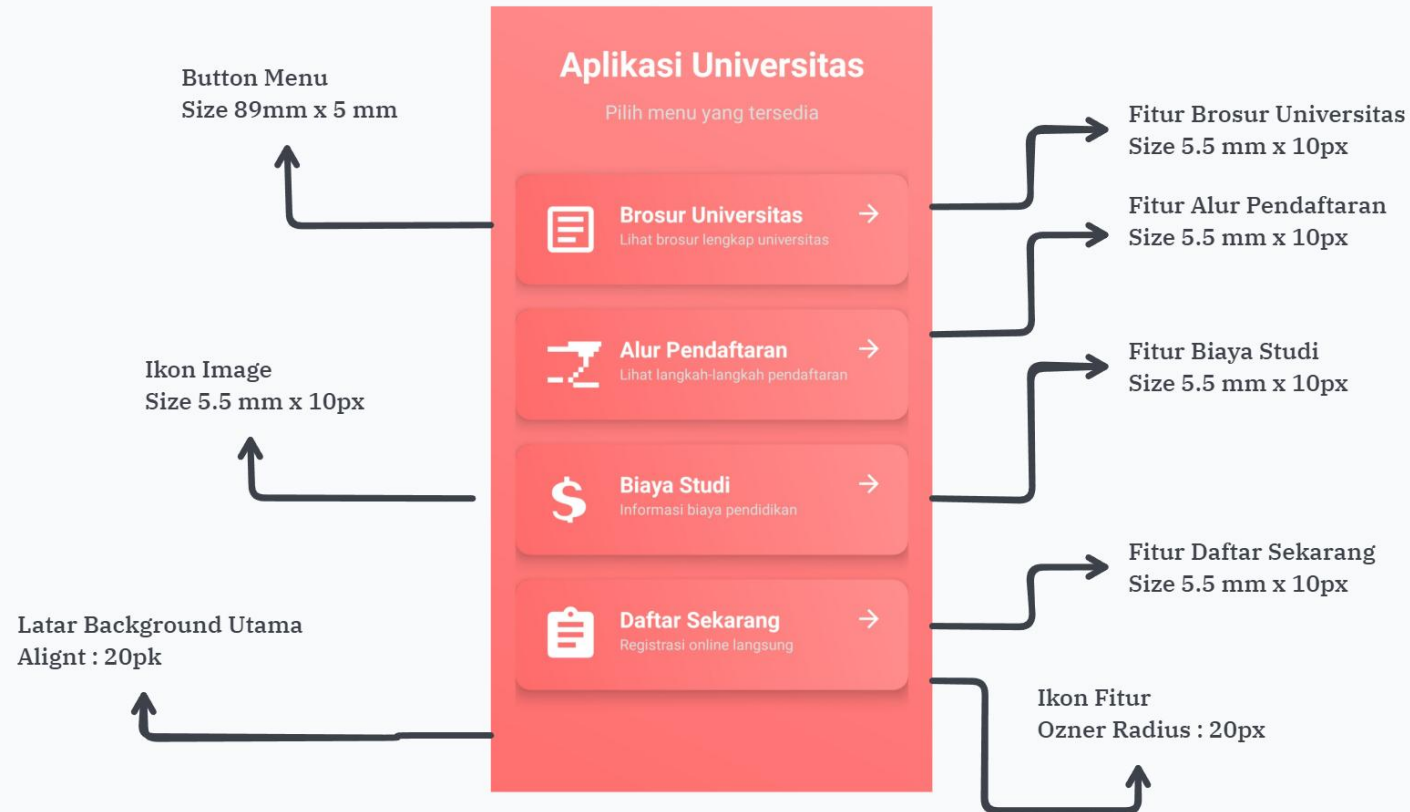 Aplikasi Universitas
Pilih menu yang tersedia
Button Menu
Size 89mm x 5 mm
Fitur Brosur Universitas
Size 5.5 mm x 10px
Brosur Universitas
Lihat brosur lengkap universitas
Fitur Alur Pendaftaran
Size 5.5 mm x 10px
Alur Pendaftaran
Lihat langkah-langkah pendaftaran
Ikon Image
Size 5.5 mm x 10px
Fitur Biaya Studi
Size 5.5 mm x 10px
Biaya Studi
Informasi biaya pendidikan
Fitur Daftar Sekarang
Size 5.5 mm x 10px
Daftar Sekarang
Registrasi online langsung
Latar Background Utama
Alignt : 20pk
Ikon Fitur
Ozner Radius : 20px